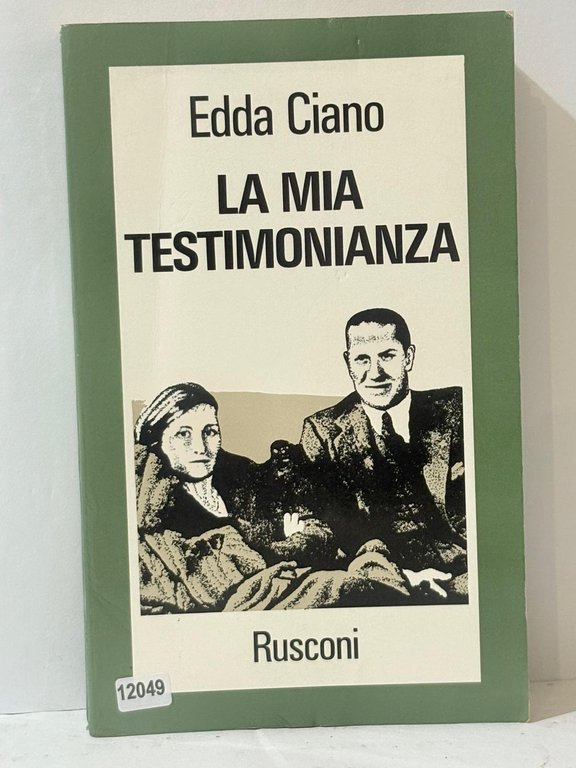 Edda Ciano
LA MIA
TESTIMONIANZA
Rusconi
12049